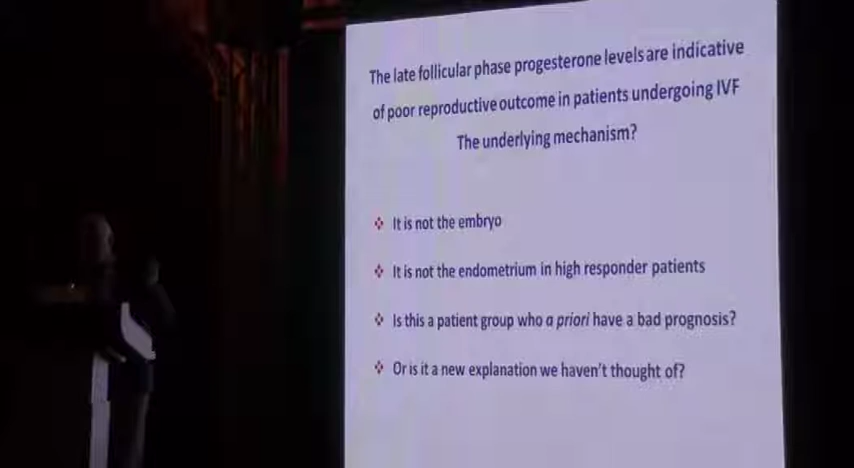 The late follicular phase progesterone levels are indicative
of poor reproductive outcome in patients undergoing IVF
The underlying mechanism?
It is not the embryo
It is not the endometrium in high responder patients
Is this a patient group who a priori have a bad prognosis?
Or is it a new explanation we haven't thought of?